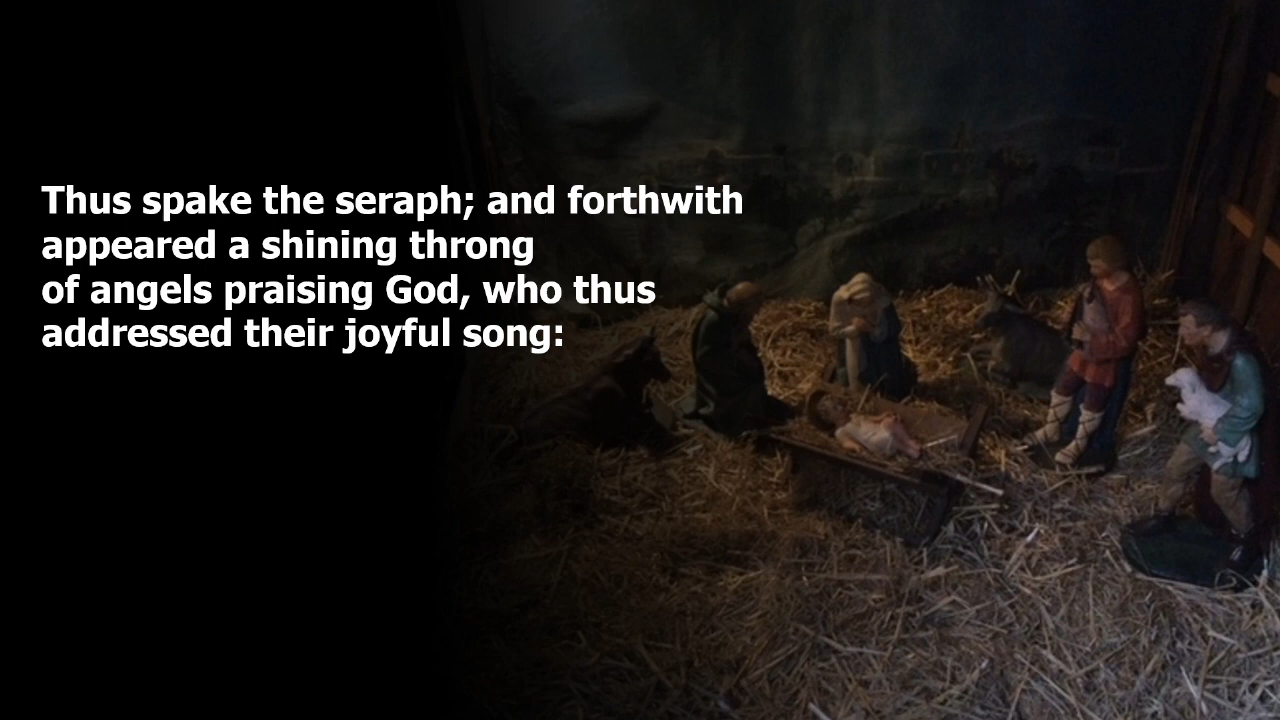 Thus spake the seraph; and forthwith
appeared a shining throng
of angels praising God, who thus
addressed their joyful song: